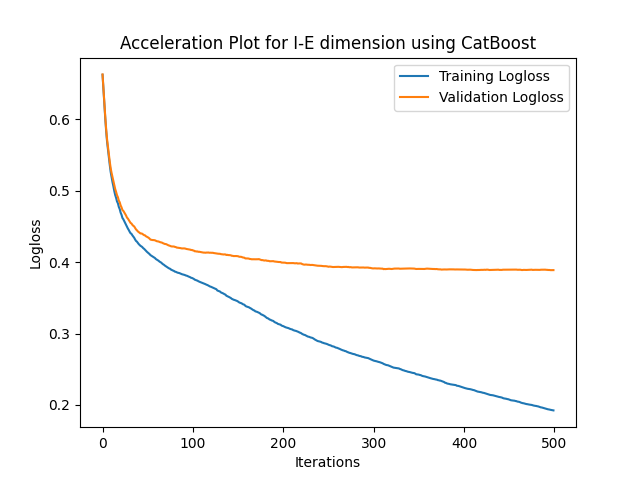 Acceleration Plot for I-E dimension using CatBoost
Training Logloss
Validation Logloss
Logloss
0.6
0.5
0.4
0.3
0.2
0 100 200 300 400 500
Iterations